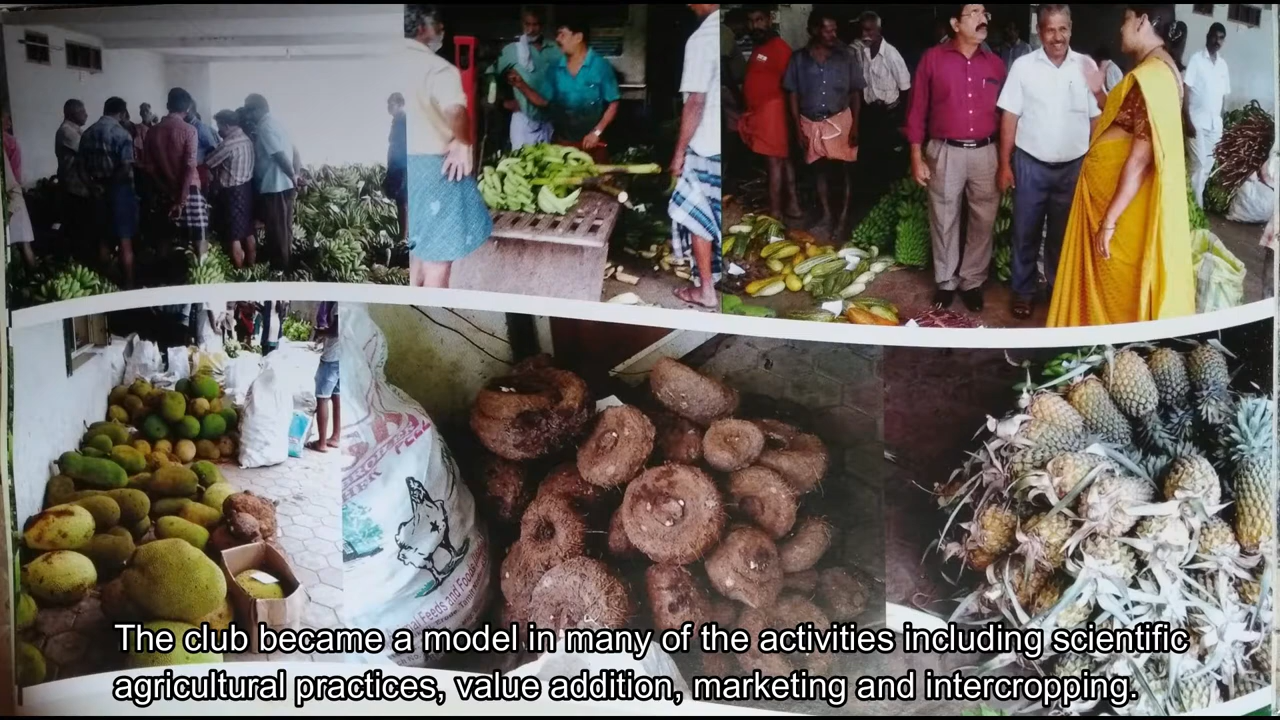 The club became a model in many of the activities including scientific
agricultural practices, value addition, marketing and intercropping.